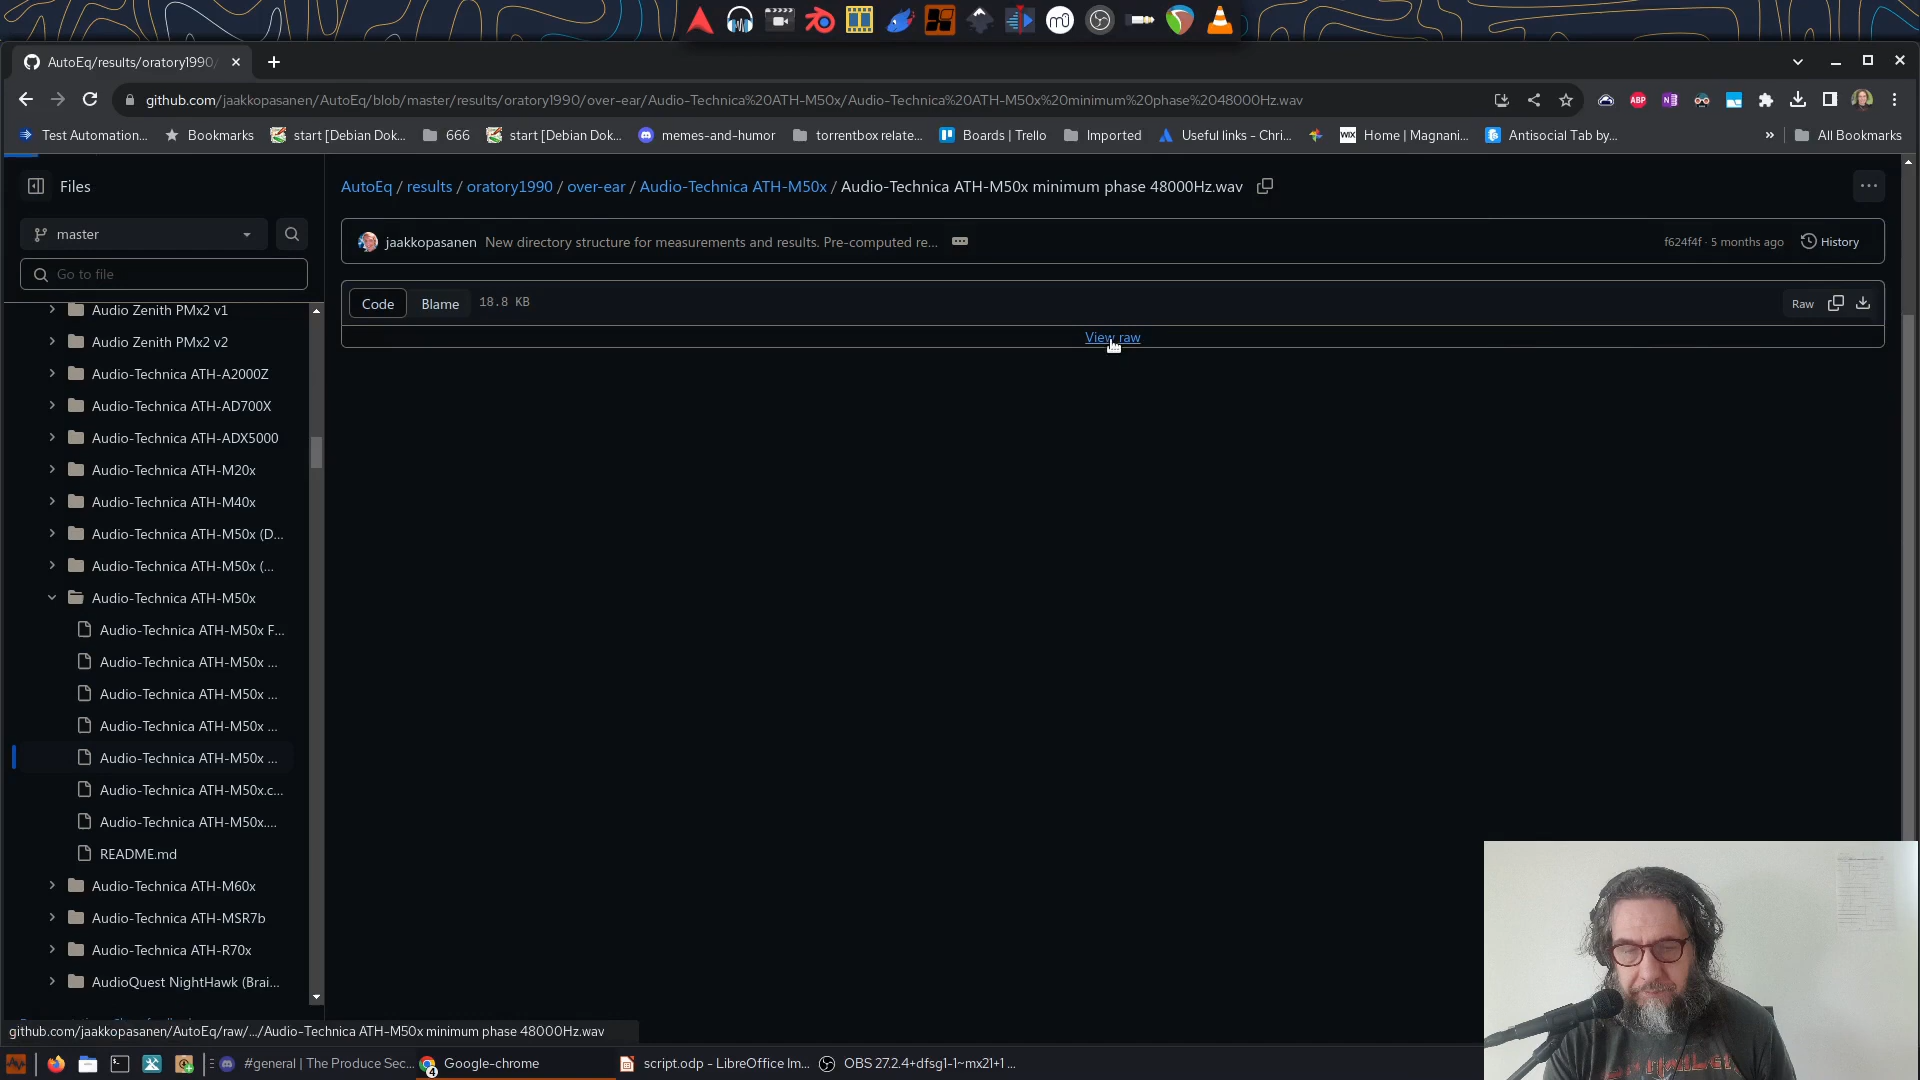 AutoEq/results/oratory1990/
github.com/jaakkopasanen/AutoEq/blob/master/results/oratory1990/over-ear/Audio-Technica%20ATH-M50x/Audio-Technica%20ATH-M50x%20minimum%20phase%2048000Hz.wav
Test Automation...
Bookmarks
start [Debian Dok...
666
start [Debian Dok...
memes-and-humor
torrentbox relate...
Boards | Trello
Imported
Useful links - Chri...
WIX
Home | Magnani...
Antisocial Tab by...
»
All Bookmarks
Files
AutoEq / results / oratory1990 / over-ear / Audio-Technica ATH-M50x / Audio-Technica ATH-M50x minimum phase 48000Hz.wav
master
jaakkopasanen New directory structure for measurements and results. Pre-computed re...
f624f4f · 5 months ago
History
Go to file
Code
Blame
18.8 KB
Raw
View raw
Audio Zenith PMx2 v1
Audio Zenith PMx2 v2
Audio-Technica ATH-A2000Z
Audio-Technica ATH-AD700X
Audio-Technica ATH-ADX5000
Audio-Technica ATH-M20x
Audio-Technica ATH-M40x
Audio-Technica ATH-M50x (D...
Audio-Technica ATH-M50x (...
Audio-Technica ATH-M50x
Audio-Technica ATH-M50x F...
Audio-Technica ATH-M50x ...
Audio-Technica ATH-M50x ...
Audio-Technica ATH-M50x ...
Audio-Technica ATH-M50x ...
Audio-Technica ATH-M50x.c...
Audio-Technica ATH-M50x....
README.md
Audio-Technica ATH-M60x
Audio-Technica ATH-MSR7b
Audio-Technica ATH-R70x
AudioQuest NightHawk (Brai...
github.com/jaakkopasanen/AutoEq/raw/.../Audio-Technica ATH-M50x minimum phase 48000Hz.wav
#general | The Produce Sec...
4
Google-chrome
script.odp - LibreOffice Im...
OBS 27.2.4+dfsg1-1~mx21+1 ...